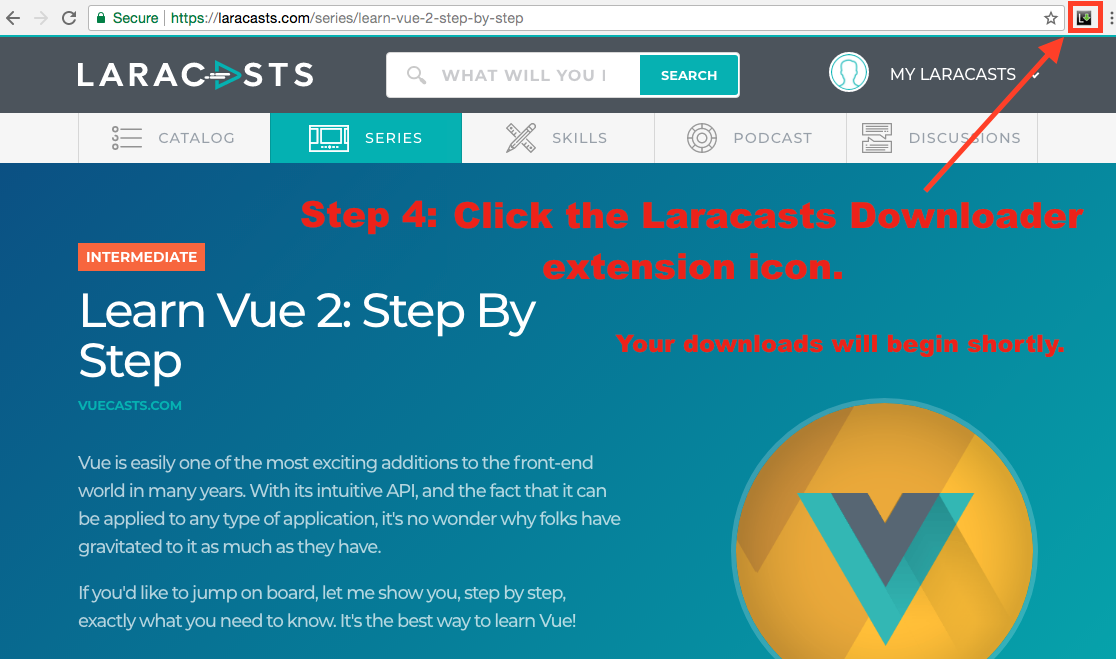 Secure https://laracasts.com/series/learn-vue-2-step-by-step
LARACASTS
WHAT WILL YOU I
SEARCH
MY LARACASTS
CATALOG
SERIES
SKILLS
PODCAST
DISCUSSIONS
Step 4: Click the Laracasts Downloader
extension icon.
Your downloads will begin shortly.
INTERMEDIATE
Learn Vue 2: Step By
Step
VUECASTS.COM
Vue is easily one of the most exciting additions to the front-end
world in many years. With its intuitive API, and the fact that it can
be applied to any type of application, it's no wonder why folks have
gravitated to it as much as they have.
If you'd like to jump on board, let me show you, step by step,
exactly what you need to know. It's the best way to learn Vue!